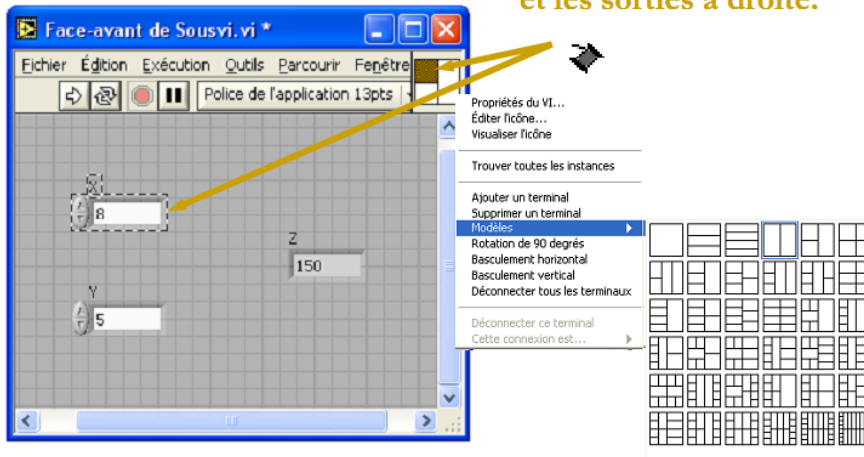 et les sorties à droite.
Face-avant de Sousvi.vi *
Fichier Édition Exécution Outils Parcourir Fenêtre
Police de l'application 13pts
X
8
Z
150
Y
5
Propriétés du VI...
Éditer l'icône...
Visualiser l'icône
Trouver toutes les instances
Ajouter un terminal
Supprimer un terminal
Modèles
Rotation de 90 degrés
Basculement horizontal
Basculement vertical
Déconnecter tous les terminaux
Déconnecter ce terminal
Cette connexion est...